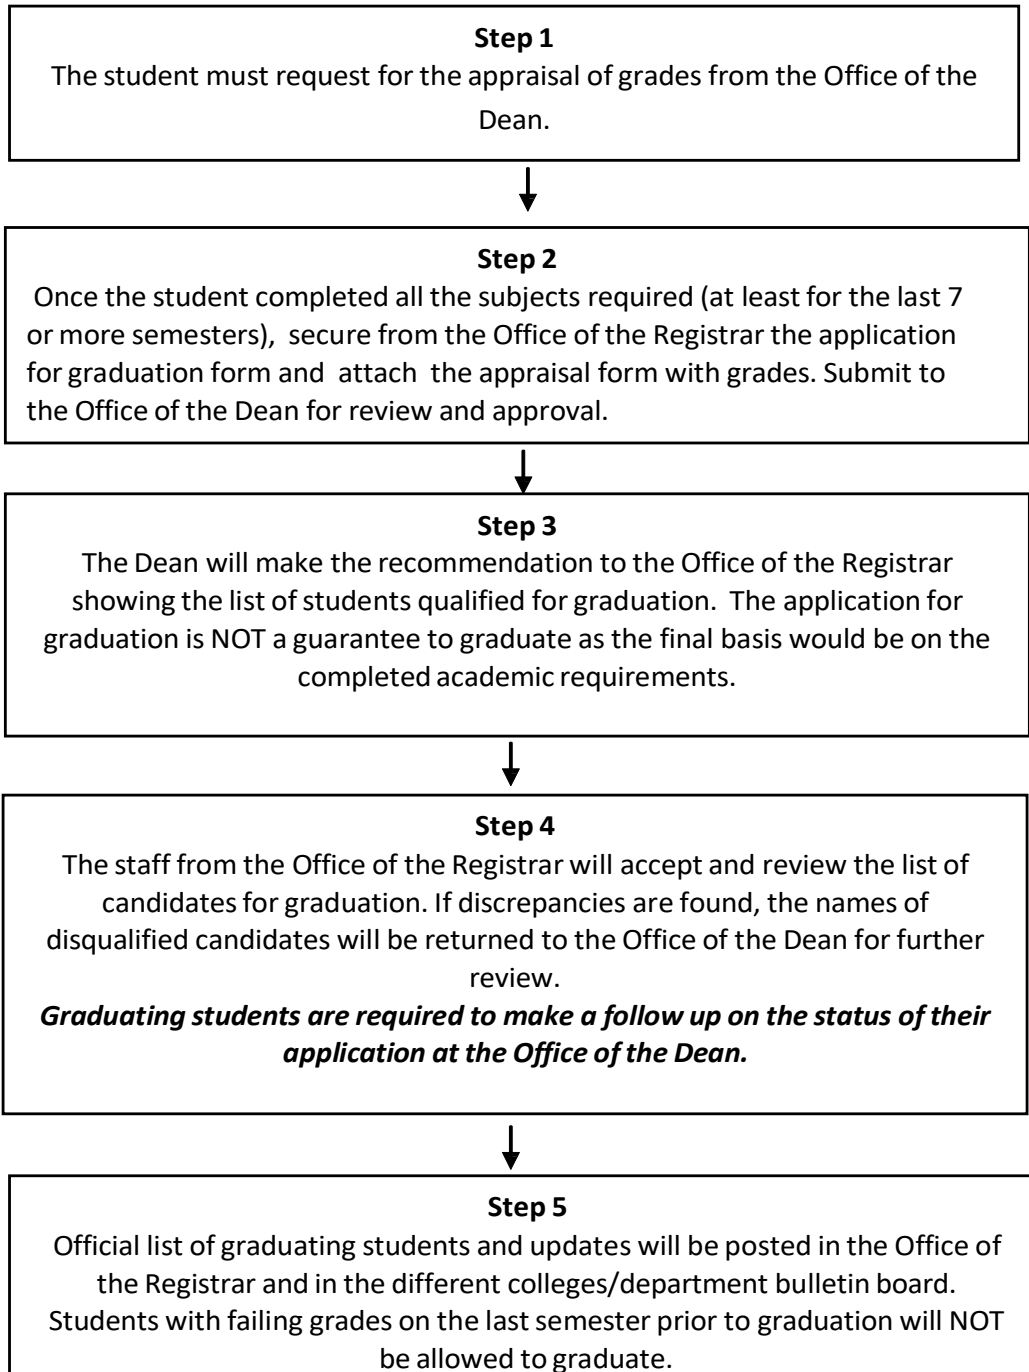 Step 1
The student must request for the appraisal of grades from the Office of the
Dean.
Step 2
Once the student completed all the subjects required (at least for the last 7
or more semesters), secure from the Office of the Registrar the application
for graduation form and attach the appraisal form with grades. Submit to
the Office of the Dean for review and approval.
Step 3
The Dean will make the recommendation to the Office of the Registrar
showing the list of students qualified for graduation. The application for
graduation is NOT a guarantee to graduate as the final basis would be on the
completed academic requirements.
Step 4
The staff from the Office of the Registrar will accept and review the list of
candidates for graduation. If discrepancies are found, the names of
disqualified candidates will be returned to the Office of the Dean for further
review.
Graduating students are required to make a follow up on the status of their
application at the Office of the Dean.
Step 5
Official list of graduating students and updates will be posted in the Office of
the Registrar and in the different colleges/department bulletin board.
Students with failing grades on the last semester prior to graduation will NOT
be allowed to graduate.